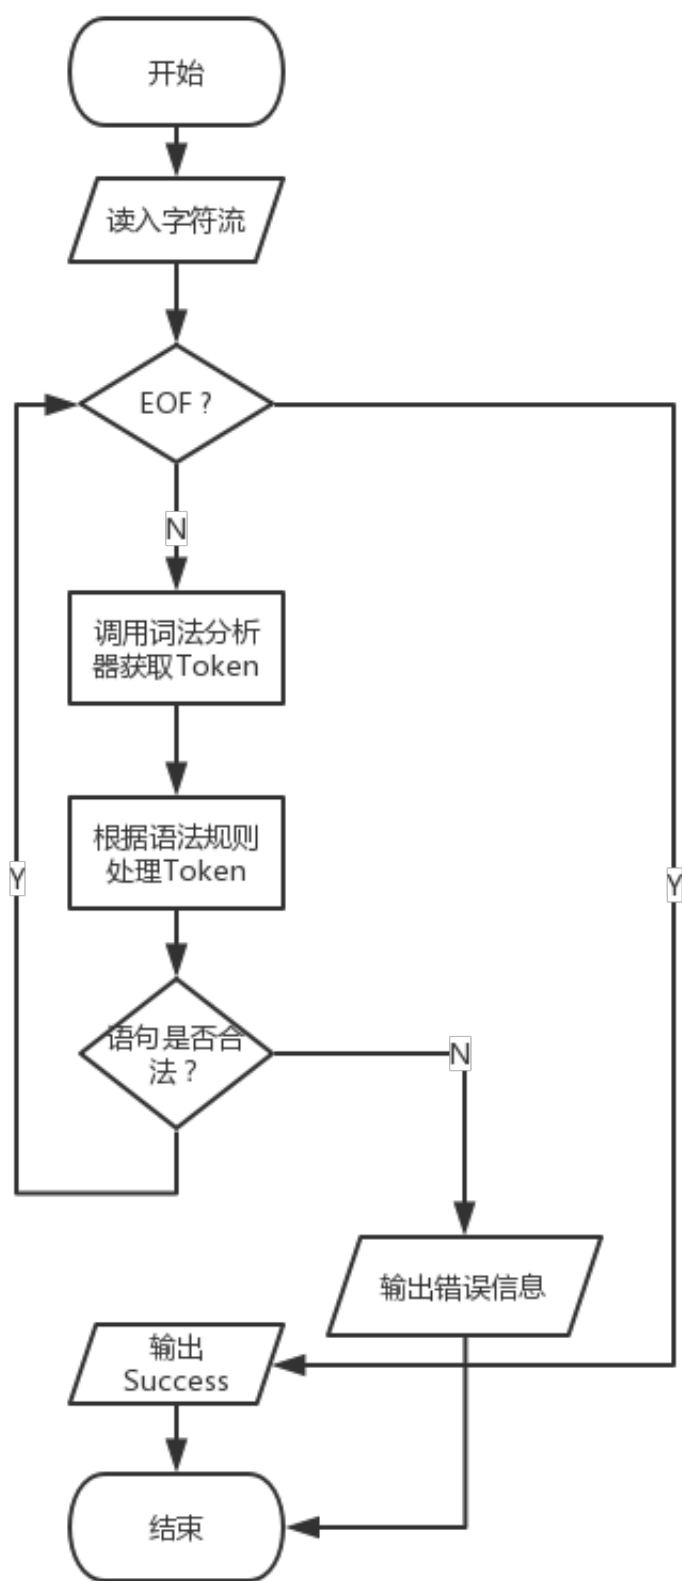 开始
读入字符流
EOF？
N
调用词法分析
器获取Token
根据语法规则
处理Token
Y
Y
语句是否合
法？
N
输出错误信息
输出
Success
结束